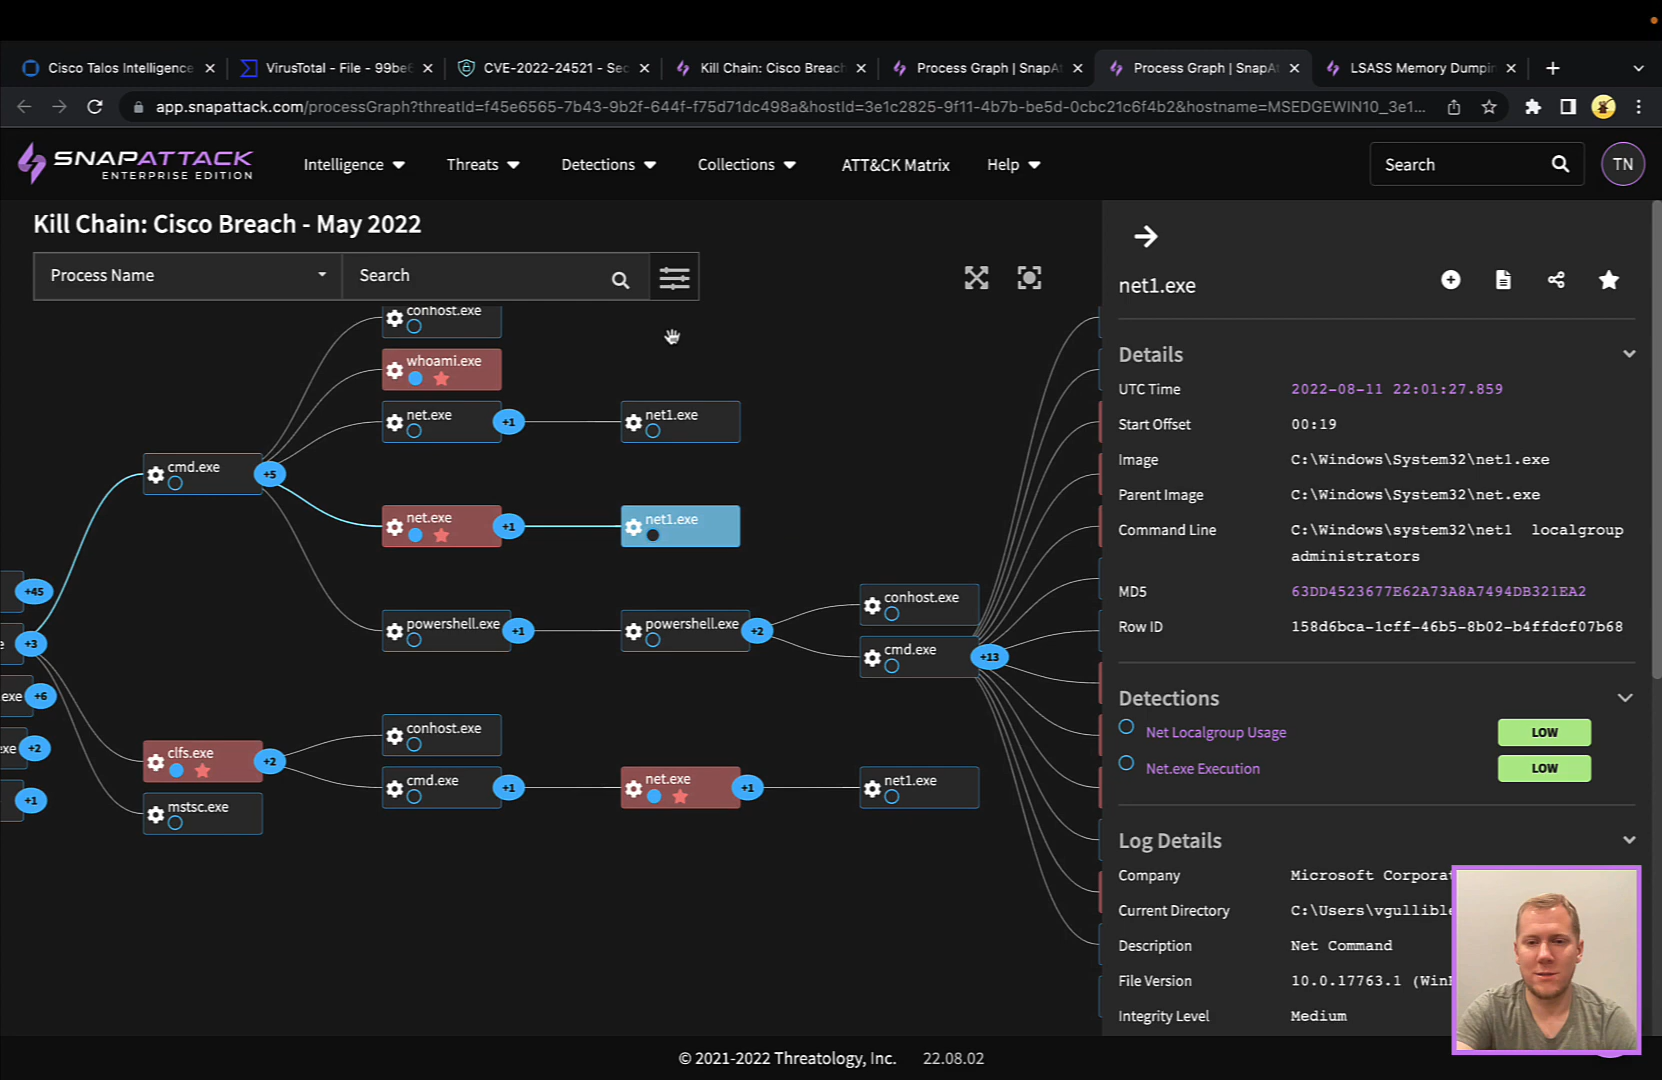 Cisco Talos Intelligence
VirusTotal - File - 99be6
CVE-2022-24521 - Sec
Kill Chain: Cisco Breach
Process Graph | SnapAt
Process Graph | SnapAt
LSASS Memory Dumpin
app.snapattack.com/processGraph?threatId=f45e6565-7b43-9b2f-644f-f75d71dc498a&hostId=3e1c2825-9f11-4b7b-be5d-0cbc21c6f4b2&hostname=MSEDGEWIN10_3e1...
SNAPATTACK
ENTERPRISE EDITION
Intelligence
Threats
Detections
Collections
ATT&CK Matrix
Help
Search
TN
Kill Chain: Cisco Breach - May 2022
Process Name
Search
conhost.exe
whoami.exe
net.exe
+1
net1.exe
cmd.exe
+5
net.exe
+1
net1.exe
+45
powershell.exe
+1
powershell.exe
+2
conhost.exe
cmd.exe
+13
e
+3
exe
+6
exe
+2
+1
clfs.exe
+2
conhost.exe
cmd.exe
+1
net.exe
+1
net1.exe
mstsc.exe
net1.exe
Details
UTC Time 2022-08-11 22:01:27.859
Start Offset 00:19
Image C:\Windows\System32\net1.exe
Parent Image C:\Windows\System32\net.exe
Command Line C:\Windows\system32\net1 localgroup
administrators
MD5 63DD4523677E62A73A8A7494DB321EA2
Row ID 158d6bca-1cff-46b5-8b02-b4ffdcf07b68
Detections
Net Localgroup Usage LOW
Net.exe Execution LOW
Log Details
Company Microsoft Corporat
Current Directory C:\Users\vgullible
Description Net Command
File Version 10.0.17763.1 (WinB
Integrity Level Medium
© 2021-2022 Threatology, Inc. 22.08.02